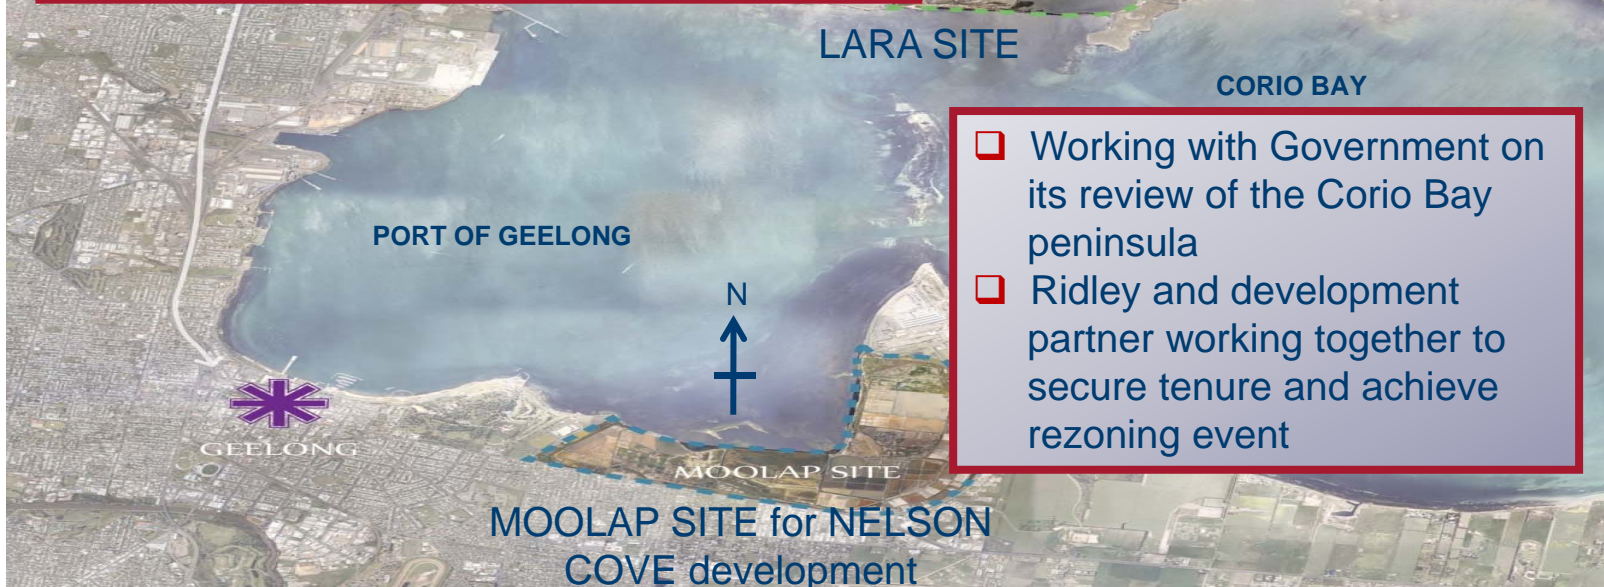 LARA SITE
CORIO BAY
❑ Working with Government on
its review of the Corio Bay
peninsula
❑ Ridley and development
partner working together to
secure tenure and achieve
rezoning event
PORT OF GEELONG
N
GEELONG
MOOLAP SITE
MOOLAP SITE for NELSON
COVE development